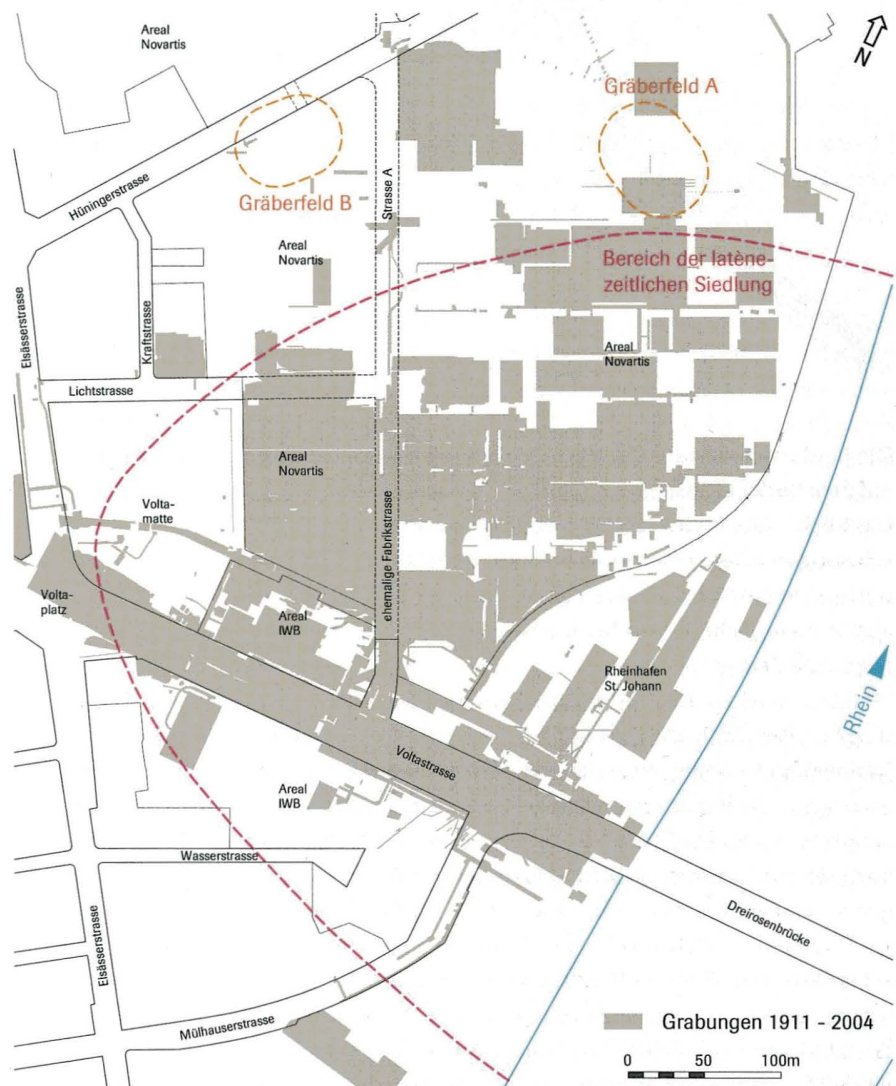 Areal
Novartis
N
Gräberfeld A
Hüningerstrasse
Gräberfeld B
Strasse A
Areal
Novartis
Bereich der latène-
zeitlichen Siedlung
Elsässerstrasse
Kraftstrasse
Areal
Novartis
Lichtstrasse
Areal
Novartis
Volta-
matte
ehemalige Fabrikstrasse
Volta-
platz
Areal
IWB
Rheinhafen
St. Johann
Rhein
Voltastrasse
Areal
IWB
Wasserstrasse
Elsässerstrasse
Dreirosenbrücke
Mülhauserstrasse
Grabungen 1911 - 2004
0 50 100m